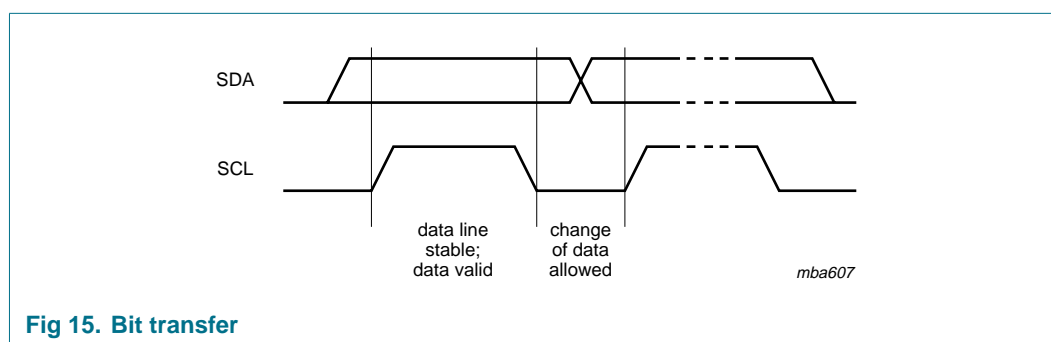 SDA
SCL
data line
stable;
data valid
change
of data
allowed
mba607
Fig 15. Bit transfer